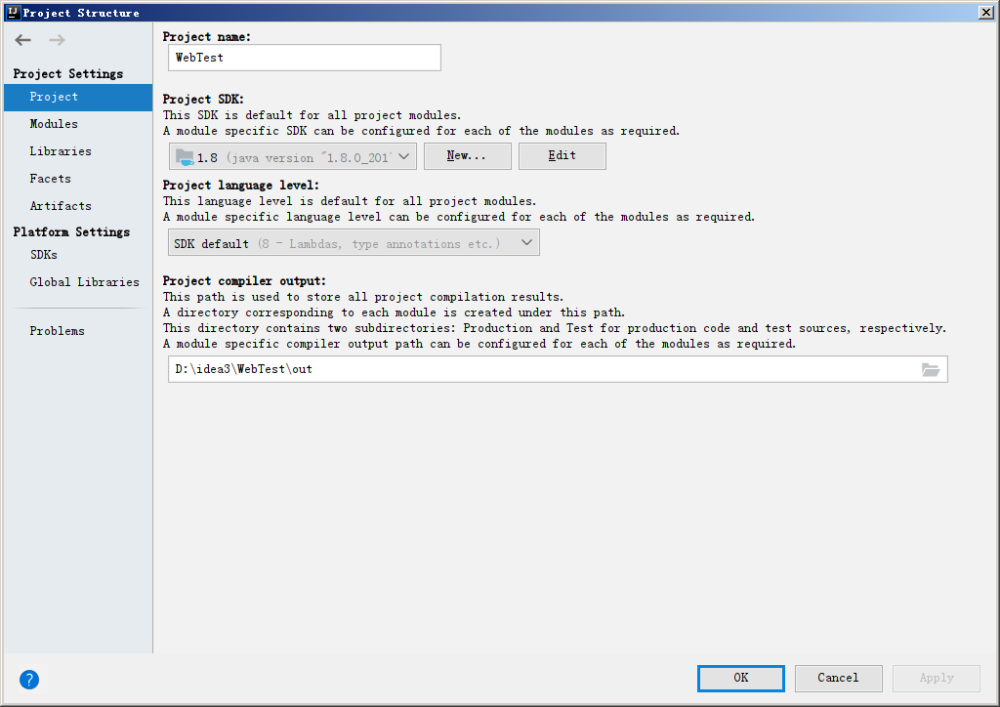 Project Structure
Project Settings
Project
Modules
Libraries
Facets
Artifacts
Platform Settings
SDKs
Global Libraries
Problems
Project name:
WebTest
Project SDK:
This SDK is default for all project modules.
A module specific SDK can be configured for each of the modules as required.
1.8 (java version "1.8.0_201
New...
Edit
Project language level:
This language level is default for all project modules.
A module specific language level can be configured for each of the modules as required.
SDK default (8 - Lambdas, type annotations etc.)
Project compiler output:
This path is used to store all project compilation results.
A directory corresponding to each module is created under this path.
This directory contains two subdirectories: Production and Test for production code and test sources, respectively.
A module specific compiler output path can be configured for each of the modules as required.
D:\idea3\WebTest\out
?
OK
Cancel
Apply